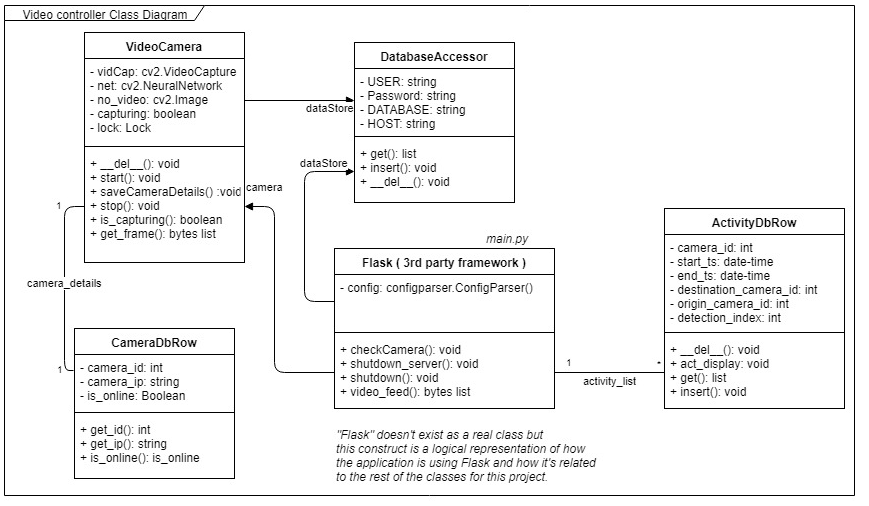 Video controller Class Diagram
VideoCamera
- vidCap: cv2.VideoCapture
- net: cv2.NeuralNetwork
- no_video: cv2.Image
- capturing: boolean
- lock: Lock
+ __del__(): void
+ start(): void
+ saveCameraDetails() :void
+ stop(): void
+ is_capturing(): boolean
+ get_frame(): bytes list
dataStore
DatabaseAccessor
- USER: string
- Password: string
- DATABASE: string
- HOST: string
+ get(): list
+ insert(): void
+ __del__(): void
dataStore
camera
1
camera_details
1
CameraDbRow
- camera_id: int
- camera_ip: string
- is_online: Boolean
+ get_id(): int
+ get_ip(): string
+ is_online(): is_online
main.py
Flask ( 3rd party framework )
- config: configparser.ConfigParser()
+ checkCamera(): void
+ shutdown_server(): void
+ shutdown(): void
+ video_feed(): bytes list
1
*
activity_list
ActivityDbRow
- camera_id: int
- start_ts: date-time
- end_ts: date-time
- destination_camera_id: int
- origin_camera_id: int
- detection_index: int
+ __del__(): void
+ act_display: void
+ get(): list
+ insert(): void
"Flask" doesn't exist as a real class but
this construct is a logical representation of how
the application is using Flask and how it's related
to the rest of the classes for this project.